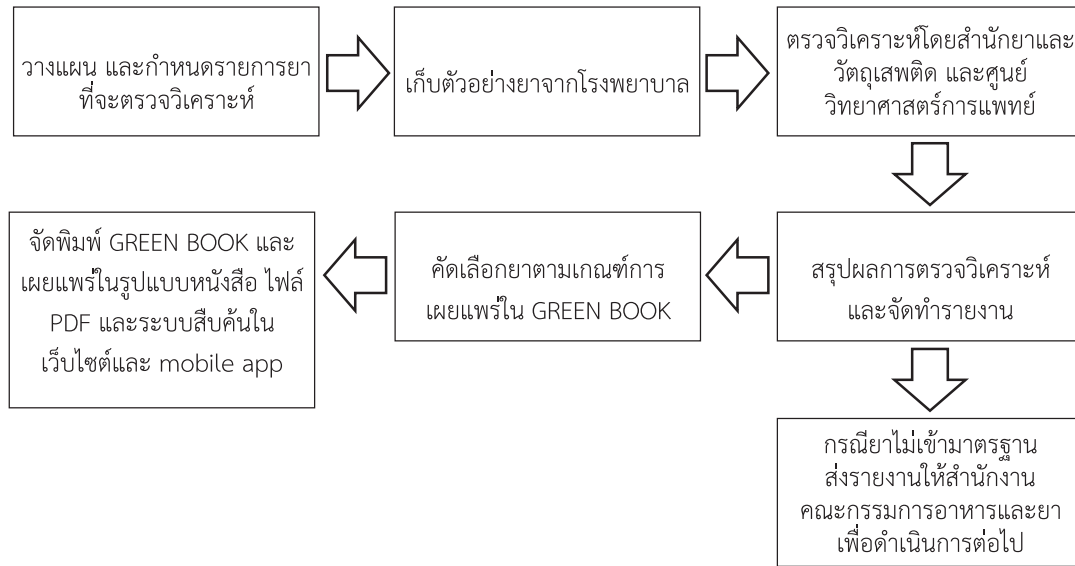 วางแผน และกำหนดรายการยา
ที่จะตรวจวิเคราะห์
เก็บตัวอย่างยาจากโรงพยาบาล
ตรวจวิเคราะห์โดยสำนักยาและ
วัตถุเสพติด และศูนย์
วิทยาศาสตร์การแพทย์
สรุปผลการตรวจวิเคราะห์
และจัดทำรายงาน
คัดเลือกยาตามเกณฑ์การ
เผยแพร่ใน GREEN BOOK
จัดพิมพ์ GREEN BOOK และ
เผยแพร่ในรูปแบบหนังสือ ไฟล์
PDF และระบบสืบค้นใน
เว็บไซต์และ mobile app
กรณียาไม่เข้ามาตรฐาน
ส่งรายงานให้สำนักงาน
คณะกรรมการอาหารและยา
เพื่อดำเนินการต่อไป